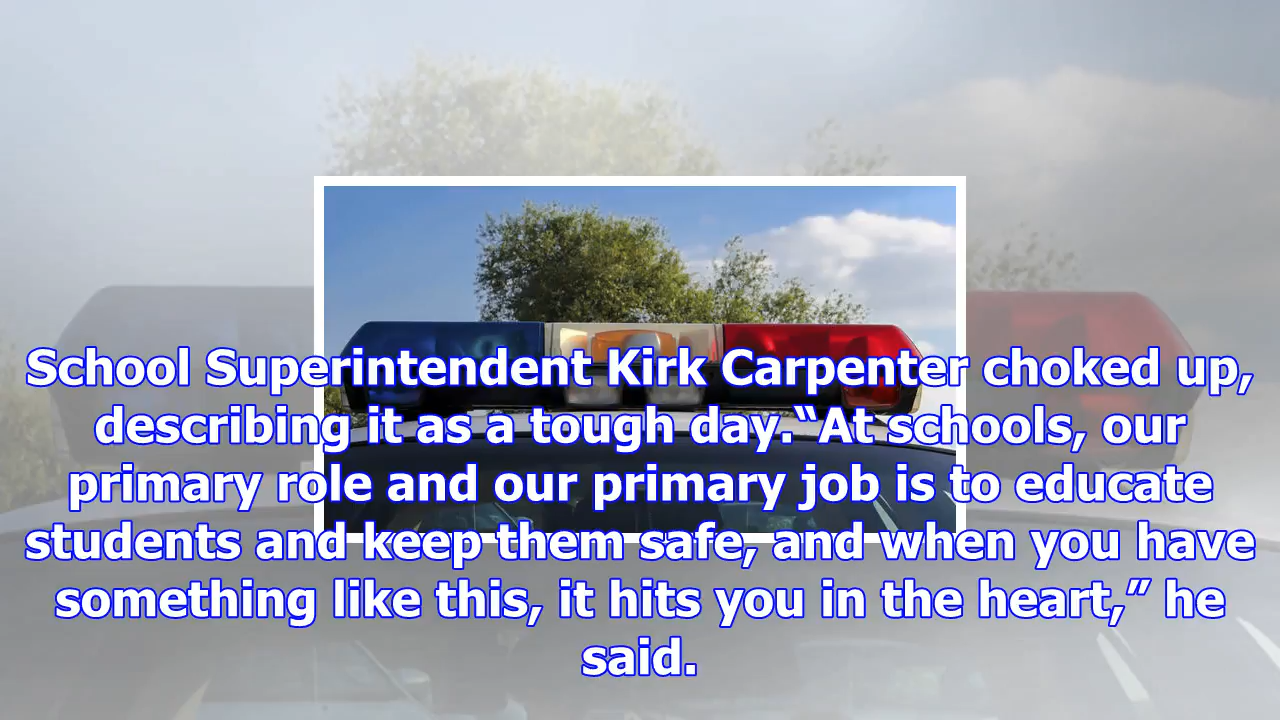 School Superintendent Kirk Carpenter choked up,
describing it as a tough day.“At schools, our
primary role and our primary job is to educate
students and keep them safe, and when you have
something like this, it hits you in the heart,” he
said.